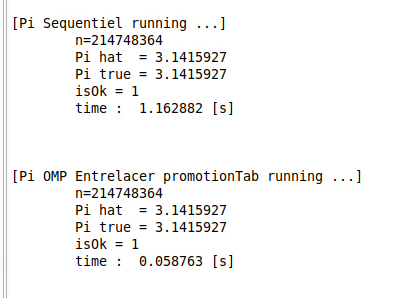 [Pi Sequentiel running ...]
n=214748364
Pi hat  = 3.1415927
Pi true = 3.1415927
isOk = 1
time :  1.162882 [s]
[Pi OMP Entrelacer promotionTab running ...]
n=214748364
Pi hat  = 3.1415927
Pi true = 3.1415927
isOk = 1
time :  0.058763 [s]